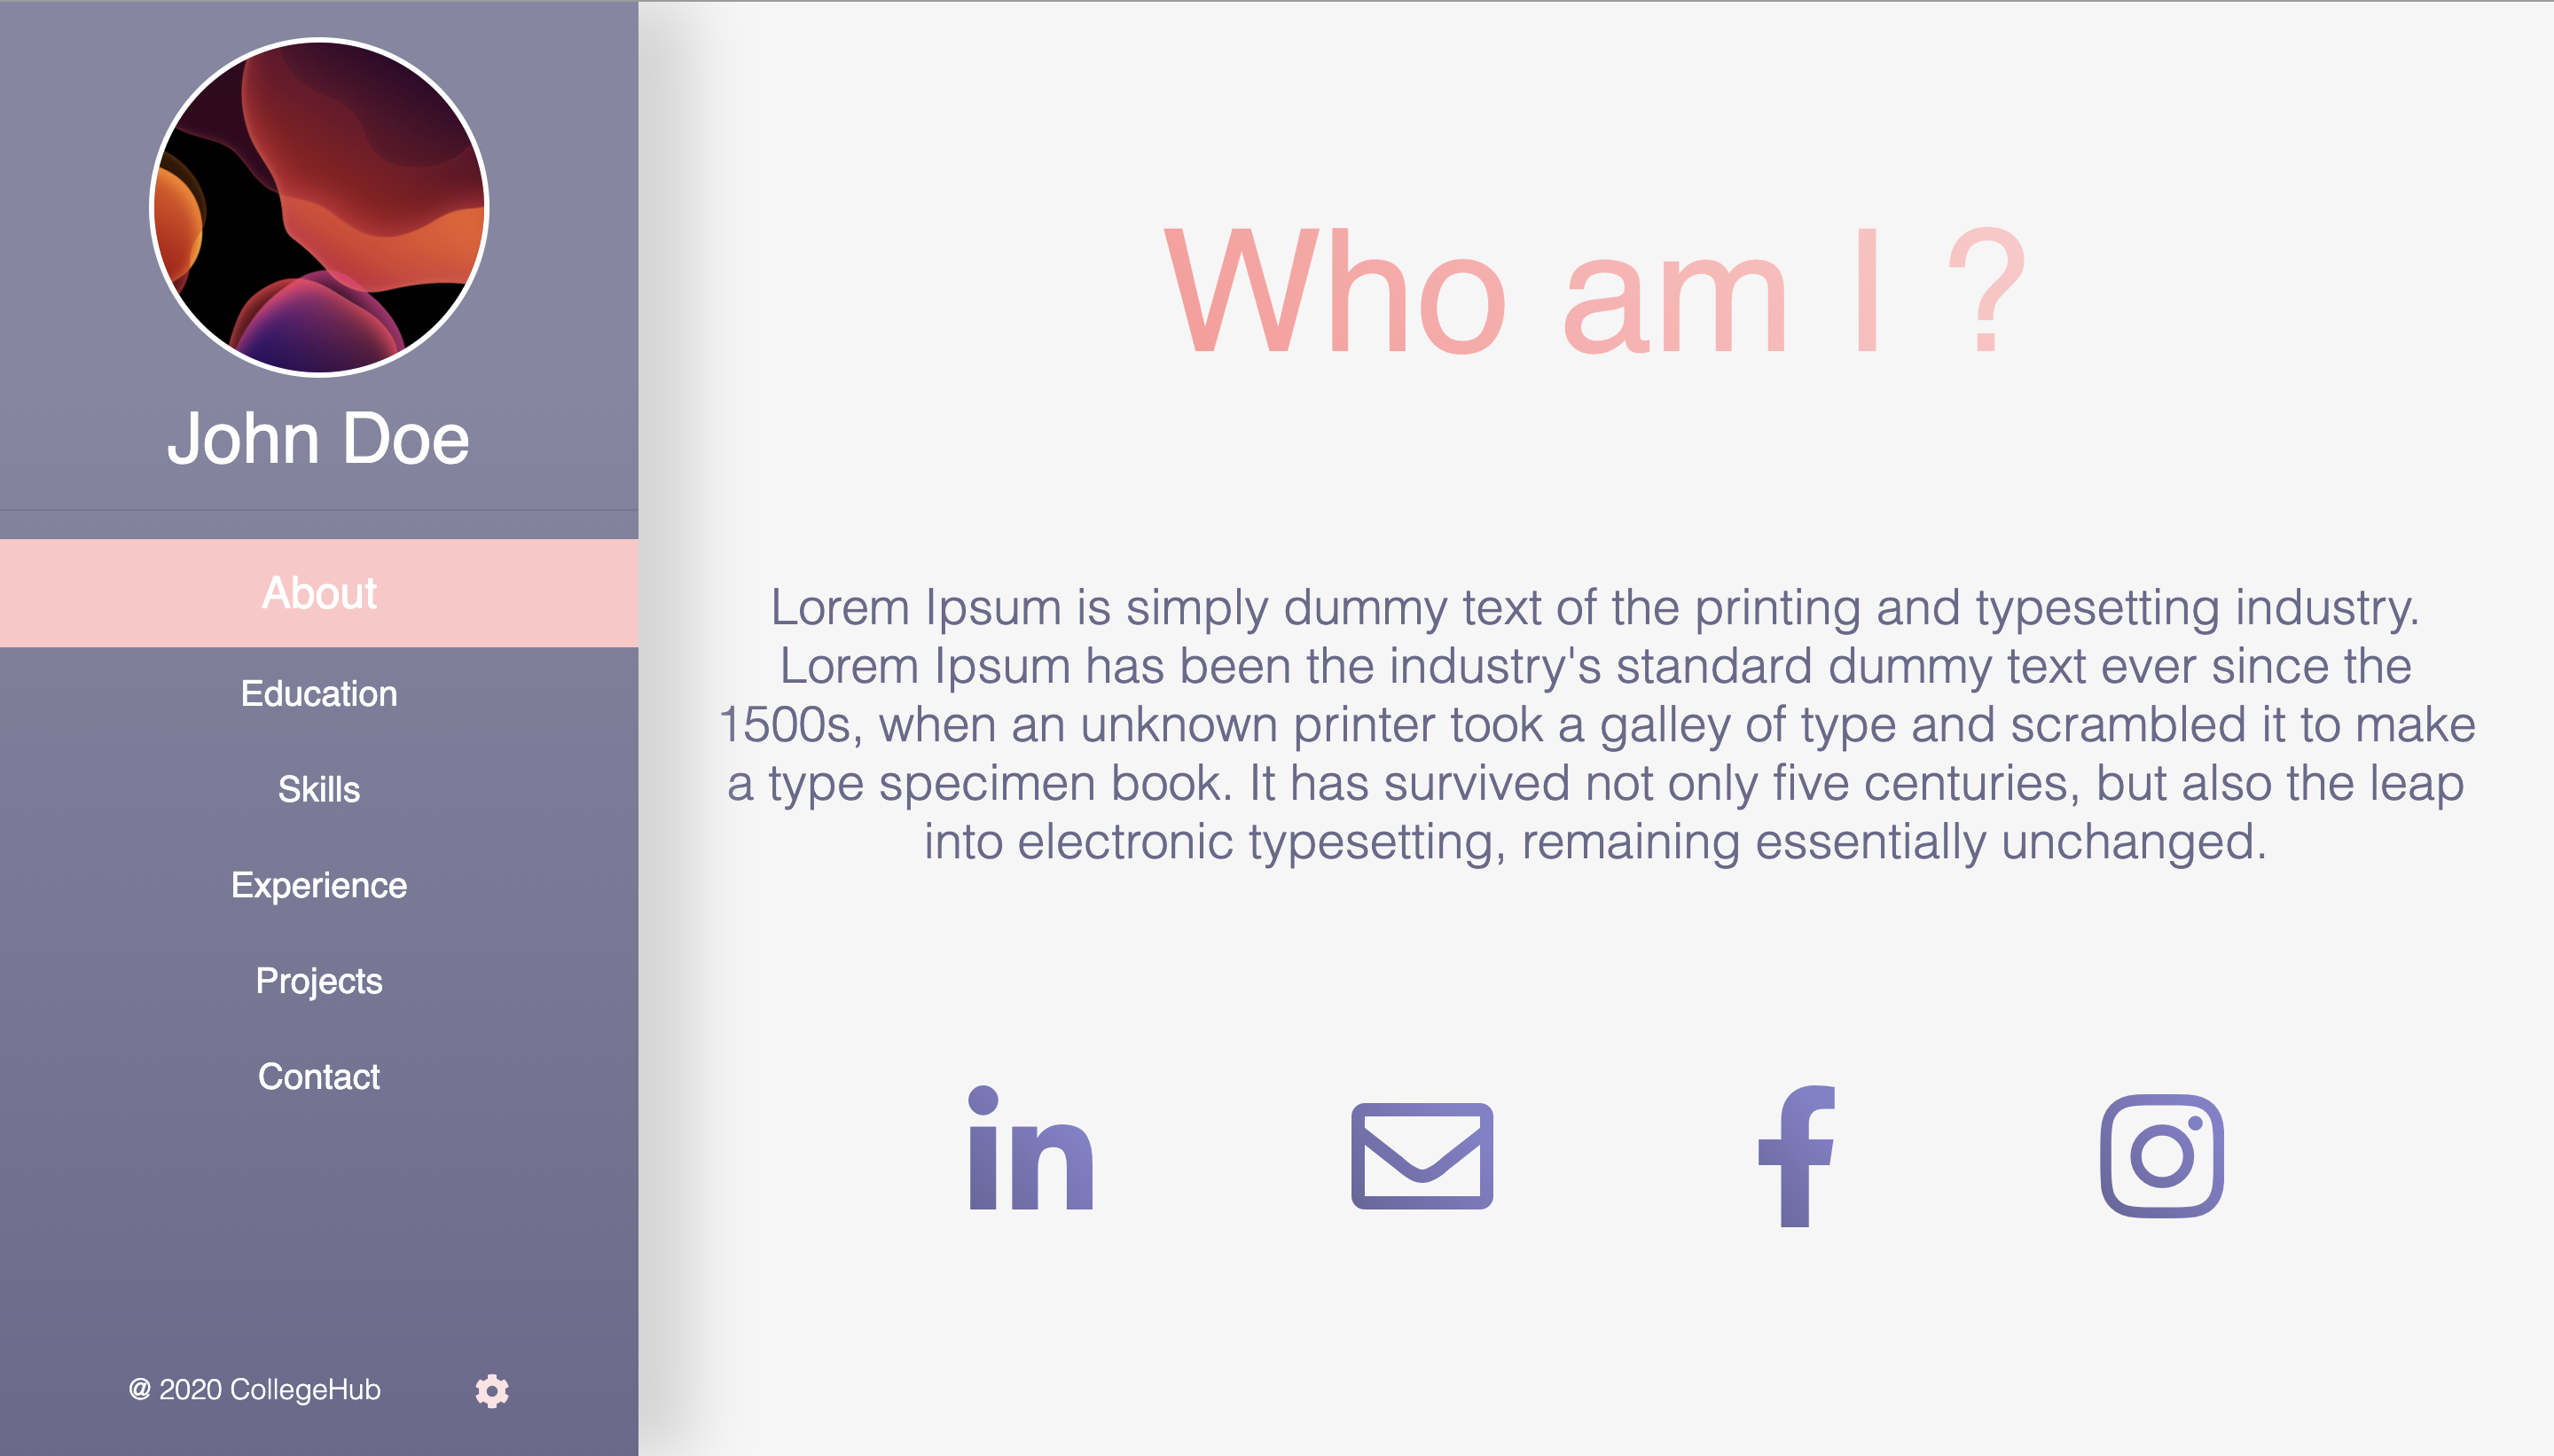 John Doe
About
Education
Skills
Experience
Projects
Contact
@ 2020 CollegeHub
Who am I ?
Lorem Ipsum is simply dummy text of the printing and typesetting industry.
Lorem Ipsum has been the industry's standard dummy text ever since the
1500s, when an unknown printer took a galley of type and scrambled it to make
a type specimen book. It has survived not only five centuries, but also the leap
into electronic typesetting, remaining essentially unchanged.
in
f